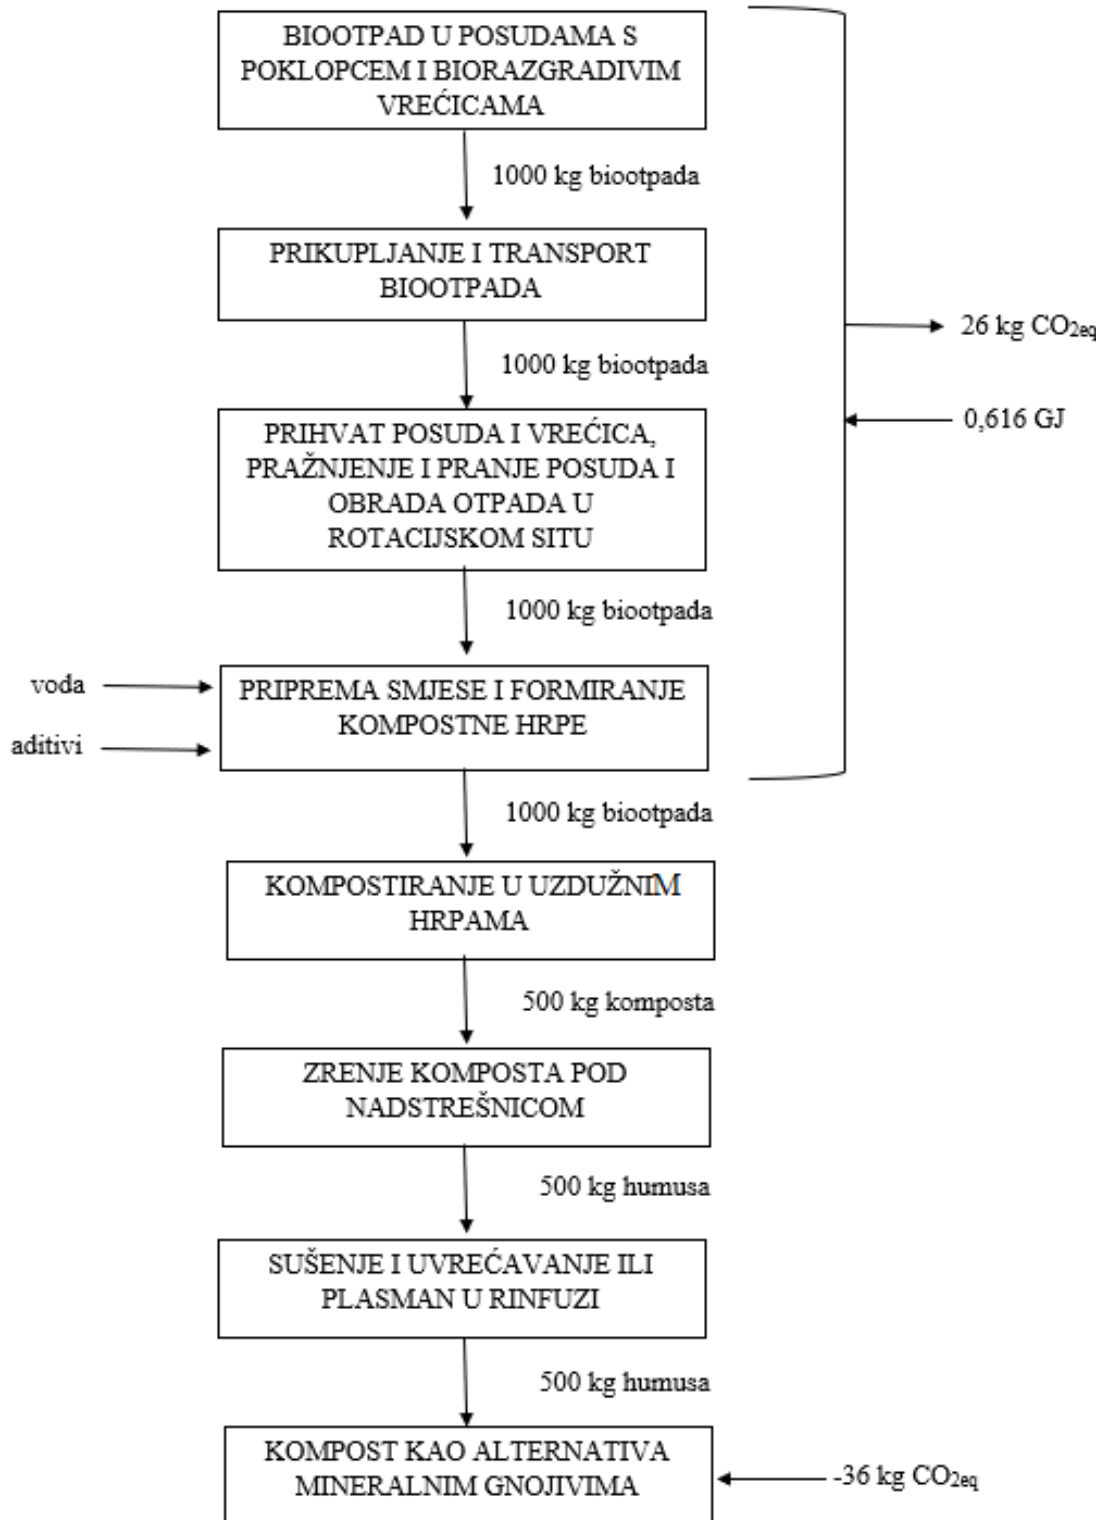 BIOOTPAD U POSUDAMA S
POKLOPCEM I BIORAZGRADIVIM
VREĆICAMA
1000 kg biootpada
PRIKUPLJANJE I TRANSPORT
BIOOTPADA
26 kg CO2eq
1000 kg biootpada
0,616 GJ
PRIHVAT POSUDA I VREĆICA,
PRAŽNJENJE I PRANJE POSUDA I
OBRADA OTPADA U
ROTACIJSKOM SITU
1000 kg biootpada
voda
aditivi
PRIPREMA SMJESE I FORMIRANJE
KOMPOSTNE HRPE
1000 kg biootpada
KOMPOSTIRANJE U UZDUŽNIM
HRPAMA
500 kg komposta
ZRENJE KOMPOSTA POD
NADSTREŠNICOM
500 kg humusa
SUŠENJE I UVREĆAVANJE ILI
PLASMAN U RINFUZI
500 kg humusa
KOMPOST KAO ALTERNATIVA
MINERALNIM GNOJIVIMA
-36 kg CO2eq